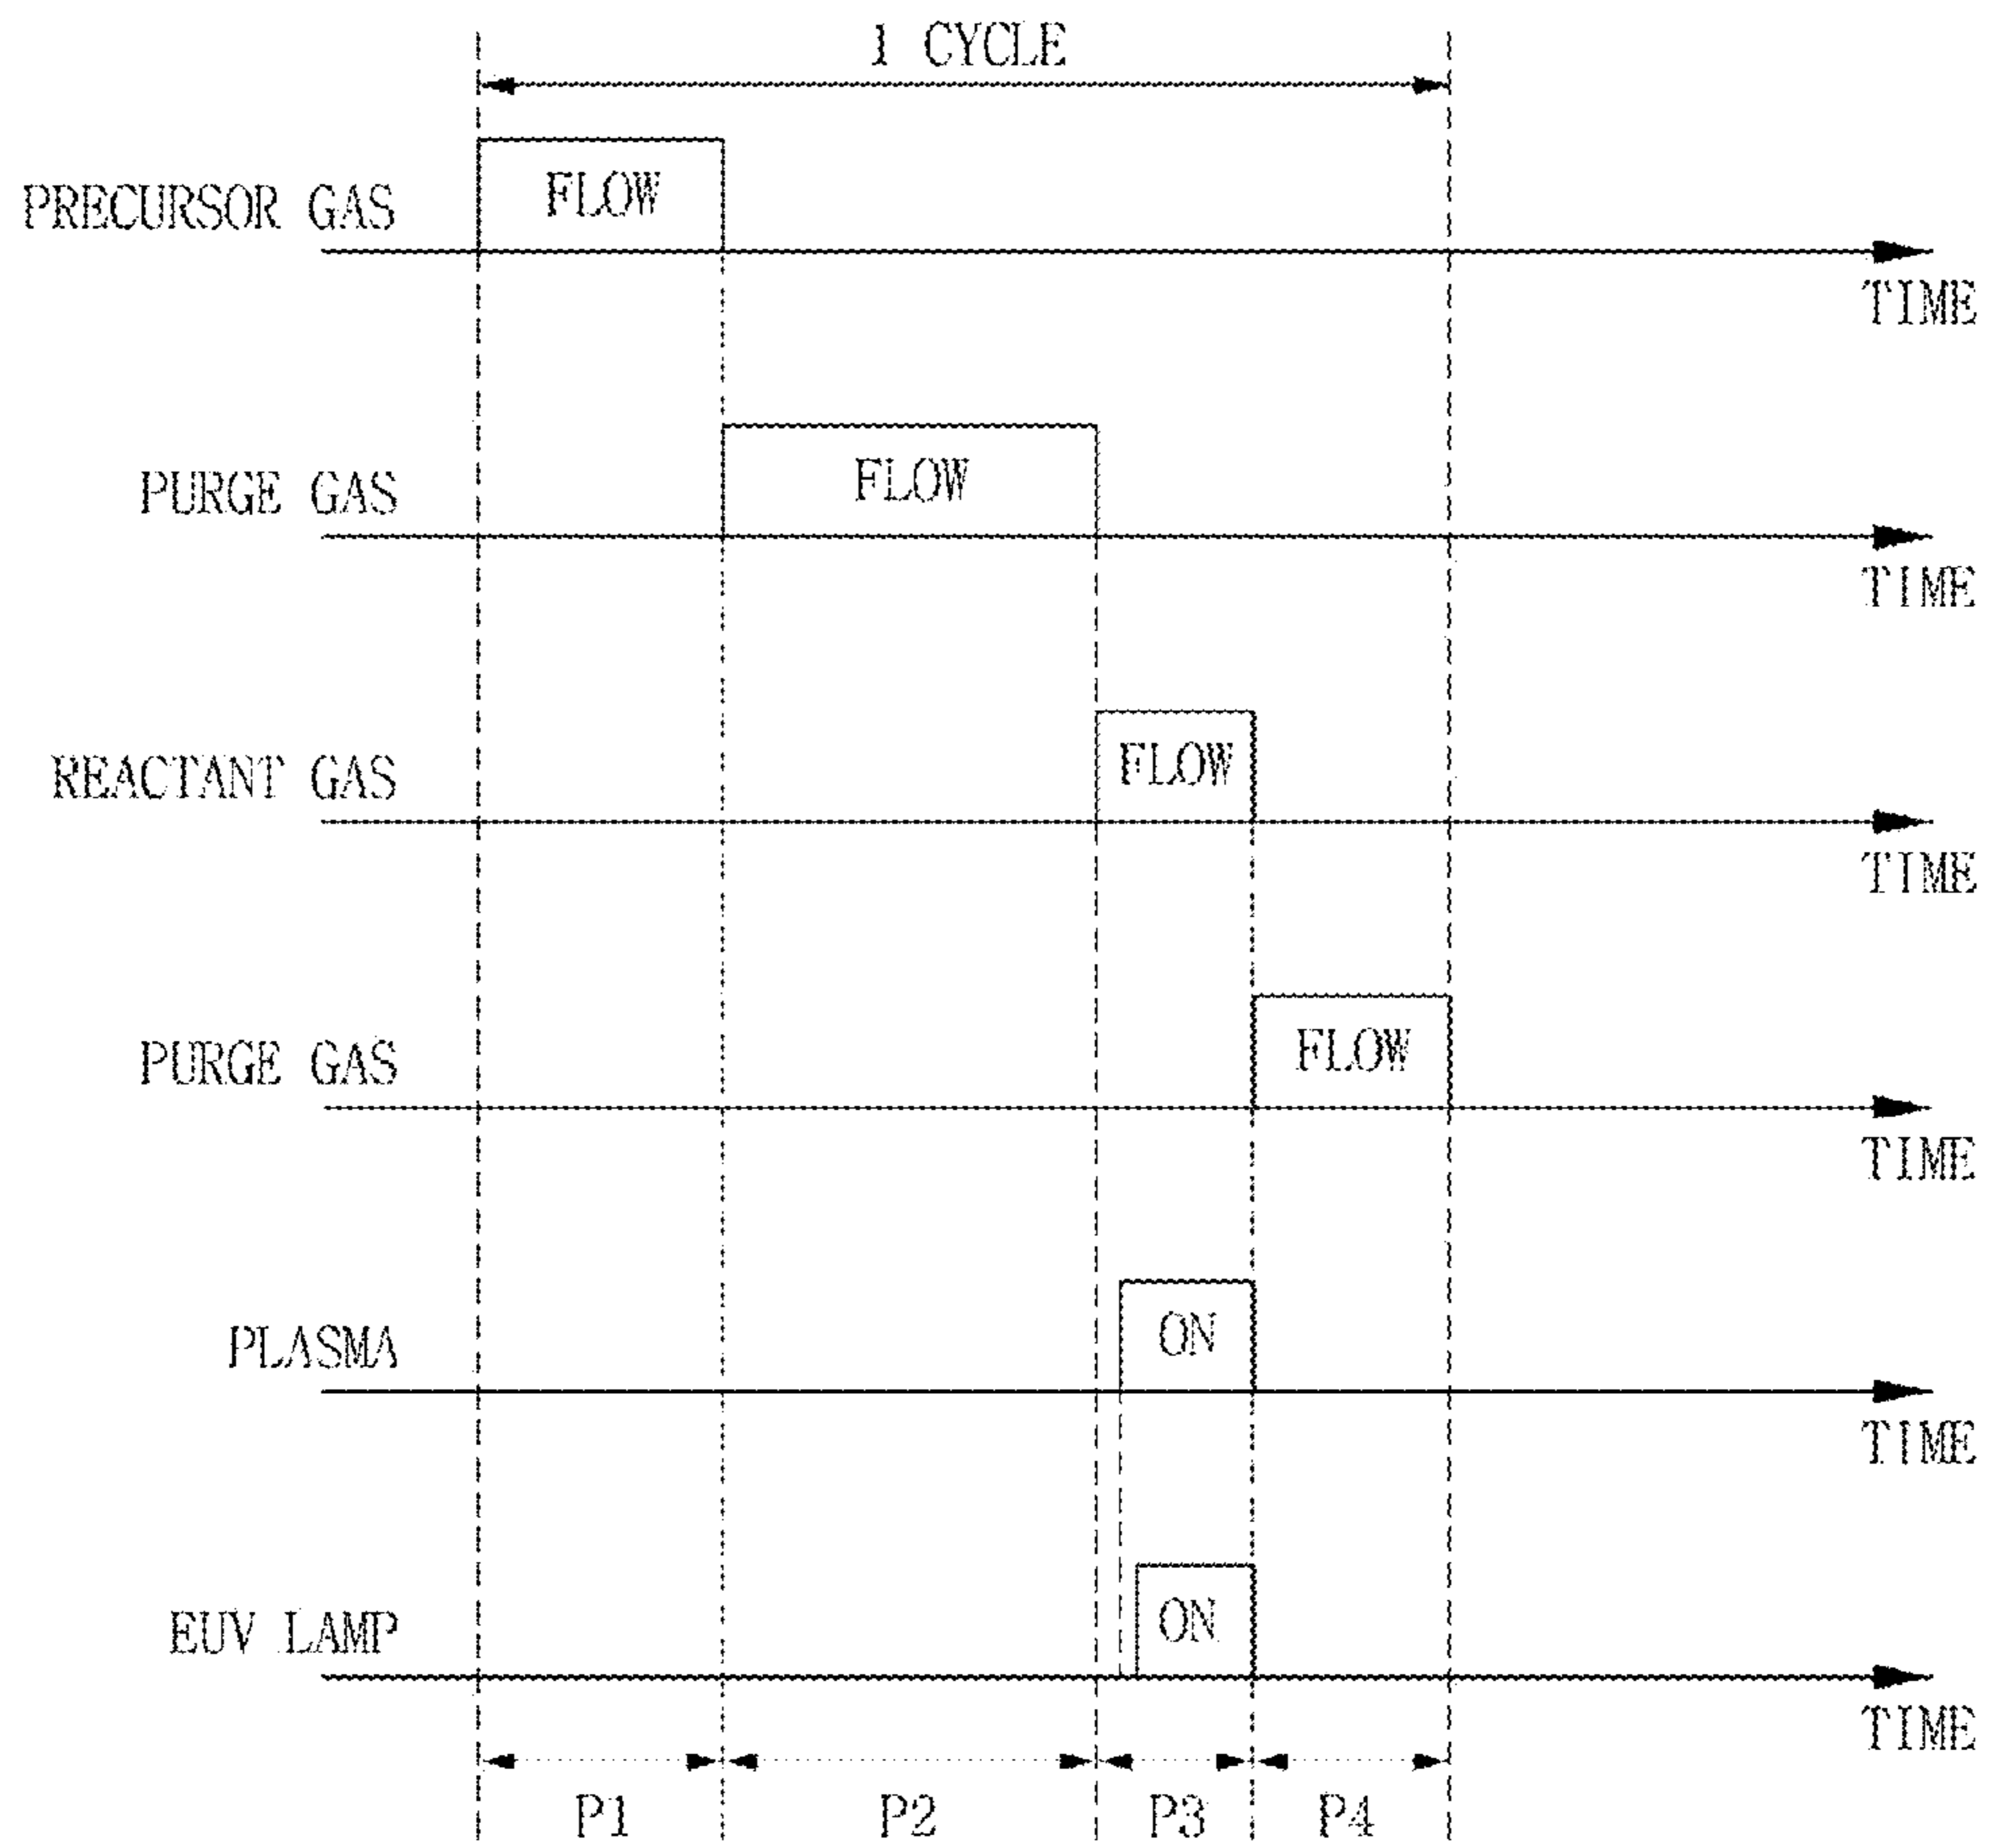 1 CYCLE
PRECURSOR GAS
FLOW
TIME
PURGE GAS
FLOW
TIME
REACTANT GAS
FLOW
TIME
PURGE GAS
FLOW
TIME
PLASMA
ON
TIME
EUV LAMP
ON
TIME
P1 P2 P3 P4